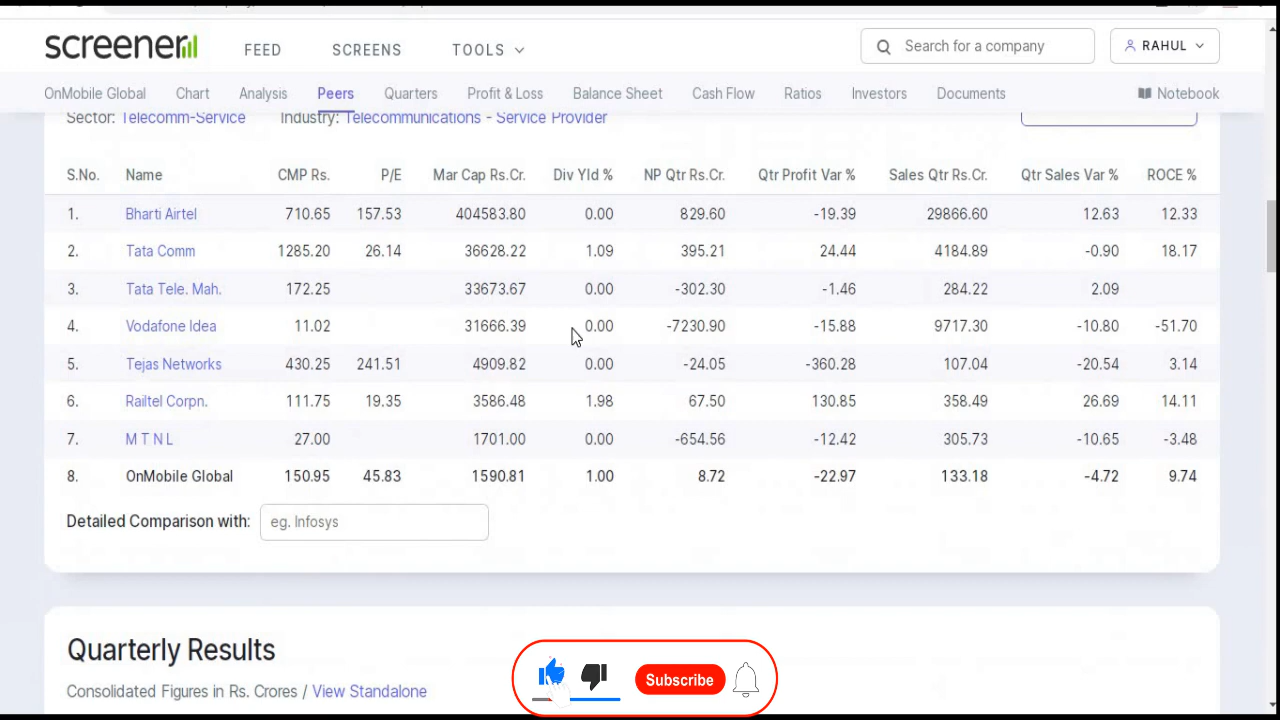 screener FEED SCREENS TOOLS Search for a company RAHUL
OnMobile Global Chart Analysis Peers Quarters Profit & Loss Balance Sheet Cash Flow Ratios Investors Documents Notebook
Sector: Telecomm-Service Industry: Telecommunications - Service Provider
S.No. Name CMP Rs. P/E Mar Cap Rs.Cr. Div Yld % NP Qtr Rs.Cr. Qtr Profit Var % Sales Qtr Rs.Cr. Qtr Sales Var % ROCE %
1. Bharti Airtel 710.65 157.53 404583.80 0.00 829.60 -19.39 29866.60 12.63 12.33
2. Tata Comm 1285.20 26.14 36628.22 1.09 395.21 24.44 4184.89 -0.90 18.17
3. Tata Tele. Mah. 172.25 33673.67 0.00 -302.30 -1.46 284.22 2.09
4. Vodafone Idea 11.02 31666.39 0.00 -7230.90 -15.88 9717.30 -10.80 -51.70
5. Tejas Networks 430.25 241.51 4909.82 0.00 -24.05 -360.28 107.04 -20.54 3.14
6. Railtel Corpn. 111.75 19.35 3586.48 1.98 67.50 130.85 358.49 26.69 14.11
7. M T N L 27.00 1701.00 0.00 -654.56 -12.42 305.73 -10.65 -3.48
8. OnMobile Global 150.95 45.83 1590.81 1.00 8.72 -22.97 133.18 -4.72 9.74
Detailed Comparison with: eg. Infosys
Quarterly Results
Consolidated Figures in Rs. Crores / View Standalone
Subscribe